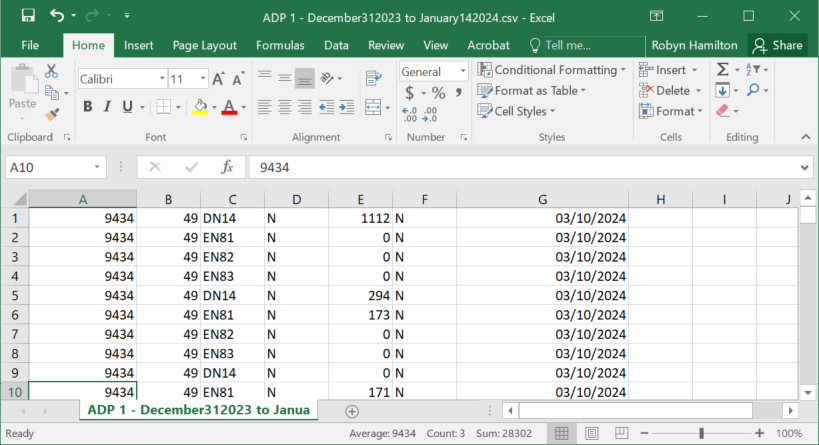 ADP 1 - December312023 to January142024.csv - Excel
File Home Insert Page Layout Formulas Data Review View Acrobat Tell me... Robyn Hamilton Share
Calibri 11 General Conditional Formatting Insert Σ A Z
Paste B I U A $ % , Format as Table Delete
←.0 .00 .00 →.0 Cell Styles Format
Clipboard Font Alignment Number Styles Cells Editing
A10 fx 9434
A B C D E F G H I J
1 9434 49 DN14 N 1112 N 03/10/2024
2 9434 49 EN81 N 0 N 03/10/2024
3 9434 49 EN82 N 0 N 03/10/2024
4 9434 49 EN83 N 0 N 03/10/2024
5 9434 49 DN14 N 294 N 03/10/2024
6 9434 49 EN81 N 173 N 03/10/2024
7 9434 49 EN82 N 0 N 03/10/2024
8 9434 49 EN83 N 0 N 03/10/2024
9 9434 49 DN14 N 0 N 03/10/2024
10 9434 49 EN81 N 171 N 03/10/2024
ADP 1 - December312023 to Janua
Ready Average: 9434 Count: 3 Sum: 28302 100%